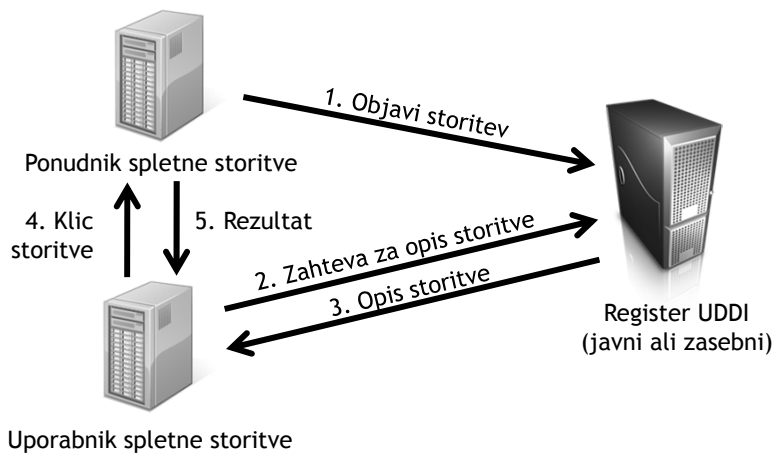 1. Objavi storitev
Ponudnik spletne storitve
4. Klic
storitve
5. Rezultat
2. Zahteva za opis storitve
3. Opis storitve
Register UDDI
(javni ali zasebni)
Uporabnik spletne storitve